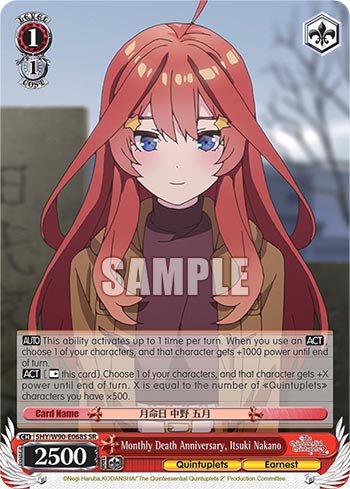 LEVEL
1
1
COST
SAMPLE
AUTO This ability activates up to 1 time per turn. When you use an ACT,
choose 1 of your characters, and that character gets +1000 power until end
of turn.
ACT ( this card) Choose 1 of your characters, and that character gets +X
power until end of turn. X is equal to the number of «Quintuplets»
characters you have ×500.
Card Name 月命日 中野 五月
CH 5HY/W90-E068S SR
Monthly Death Anniversary, Itsuki Nakano
POWER
2500
Quintuplets Earnest
©Negi Haruba,KODANSHA/"The Quintessential Quintuplets 2" Production Committee.